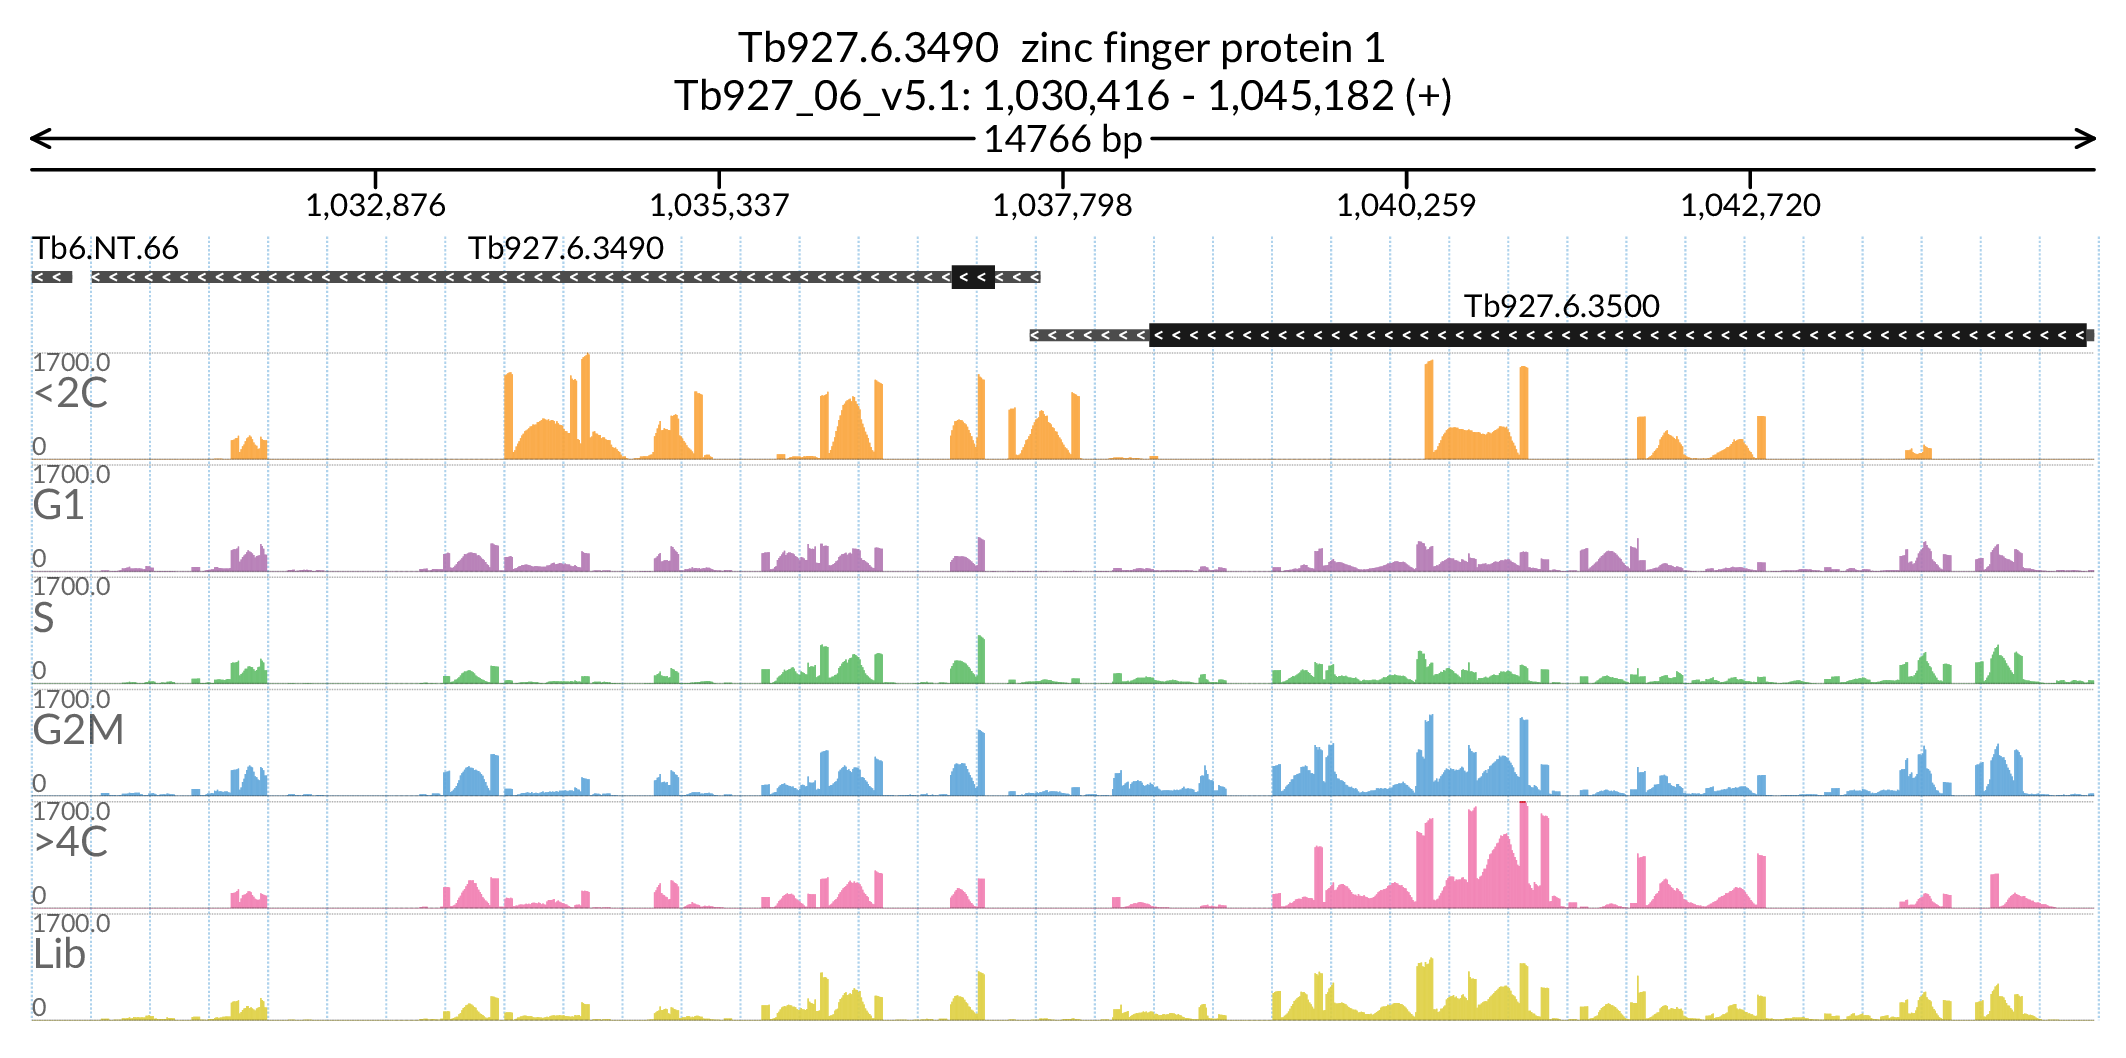 Tb927.6.3490  zinc finger protein 1
Tb927_06_v5.1: 1,030,416 - 1,045,182 (+)
14766 bp
1,032,876 1,035,337 1,037,798 1,040,259 1,042,720
Tb6.NT.66 Tb927.6.3490
Tb927.6.3500
1700.0
<2C
0
1700.0
G1
0
1700.0
S
0
1700.0
G2M
0
1700.0
>4C
0
1700.0
Lib
0